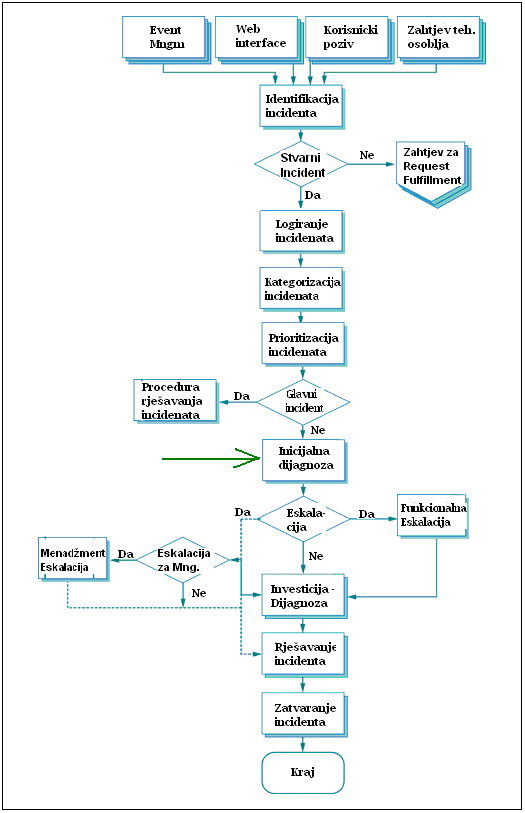 Event
Mngm
Web
interface
Korisnicki
poziv
Zahtjev teh.
osoblja
Identifikacija
incidenta
Stvarni
Incident
Ne
Zahtjev za
Request
Fulfillment
Da
Logiranje
incidenata
Kategorizacija
incidenata
Prioritizacija
incidenata
Procedura
rješavanja
incidenata
Da
Glavni
incident
Ne
Inicijalna
dijagnoza
Da
Eskala-
cija
Da
Funkcionalna
Eskalacija
Ne
Menadžment
Eskalacija
Da
Eskalacija
za Mng.
Ne
Investicija -
Dijagnoza
Rješavanje
incidenta
Zatvaranje
incidenta
Kraj